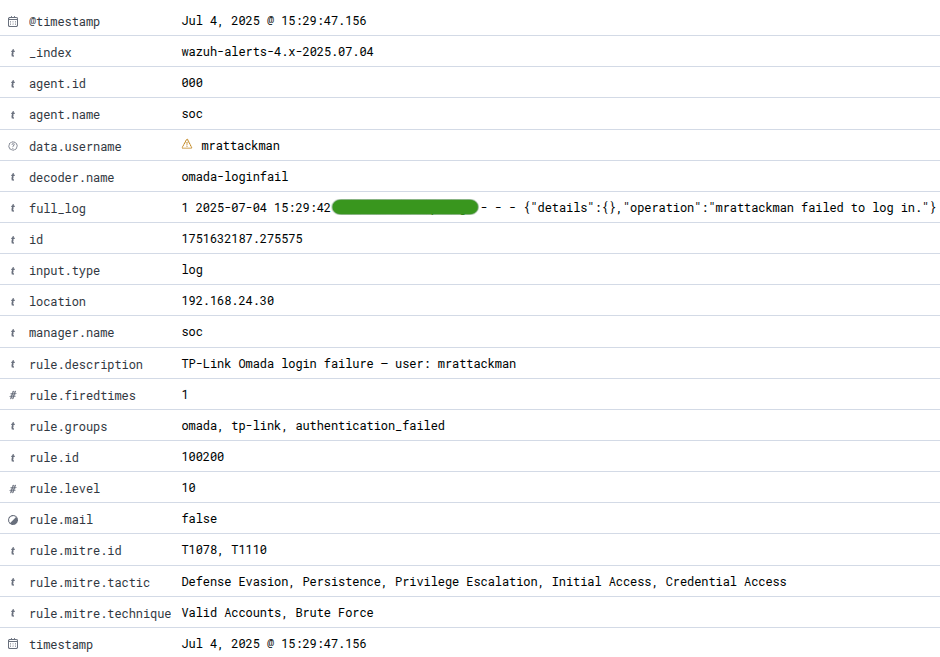 @timestamp Jul 4, 2025 @ 15:29:47.156
t _index wazuh-alerts-4.x-2025.07.04
t agent.id 000
t agent.name soc
data.username mrattackman
t decoder.name omada-loginfail
t full_log 1 2025-07-04 15:29:42 - - - {"details":{},"operation":"mrattackman failed to log in."}
t id 1751632187.275575
t input.type log
t location 192.168.24.30
t manager.name soc
t rule.description TP-Link Omada login failure – user: mrattackman
# rule.firedtimes 1
t rule.groups omada, tp-link, authentication_failed
t rule.id 100200
# rule.level 10
rule.mail false
t rule.mitre.id T1078, T1110
t rule.mitre.tactic Defense Evasion, Persistence, Privilege Escalation, Initial Access, Credential Access
t rule.mitre.technique Valid Accounts, Brute Force
timestamp Jul 4, 2025 @ 15:29:47.156